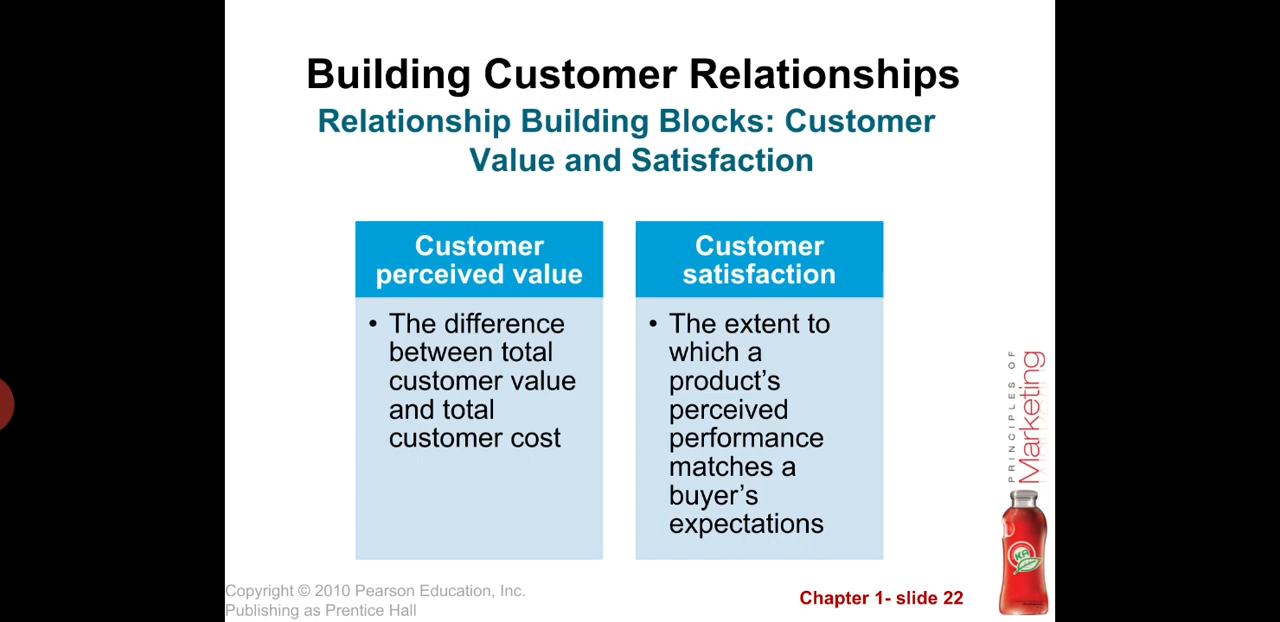 Building Customer Relationships
Relationship Building Blocks: Customer
Value and Satisfaction
Customer
perceived value
• The difference
between total
customer value
and total
customer cost
Customer
satisfaction
• The extent to
which a
product’s
perceived
performance
matches a
buyer’s
expectations
PRINCIPLES OF
Marketing
KR
Copyright © 2010 Pearson Education, Inc.
Publishing as Prentice Hall
Chapter 1- slide 22